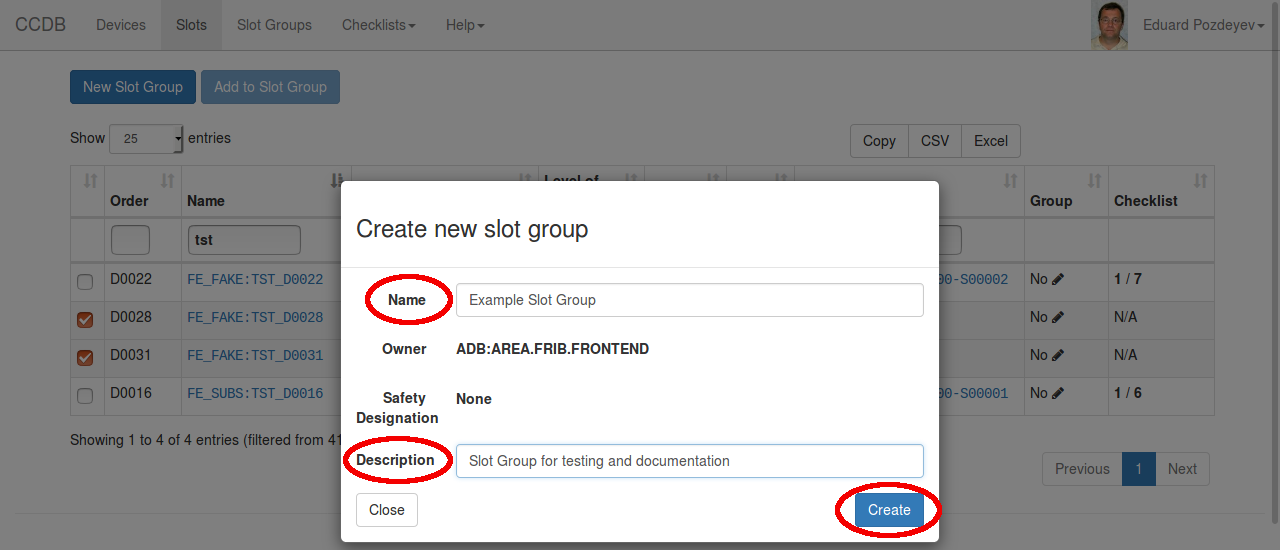 CCDB Devices Slots Slot Groups Checklists Help Eduard Pozdeyev
New Slot Group Add to Slot Group
Show 25 entries Copy CSV Excel
Level of
Order Name Group Checklist
tst
D0022 FE_FAKE:TST_D0022 00-S00002 No 1 / 7
D0028 FE_FAKE:TST_D0028 No N/A
D0031 FE_FAKE:TST_D0031 No N/A
D0016 FE_SUBS:TST_D0016 00-S00001 No 1 / 6
Showing 1 to 4 of 4 entries (filtered from 41
Previous 1 Next
Create new slot group
Name Example Slot Group
Owner ADB:AREA.FRIB.FRONTEND
Safety Designation None
Description Slot Group for testing and documentation
Close Create